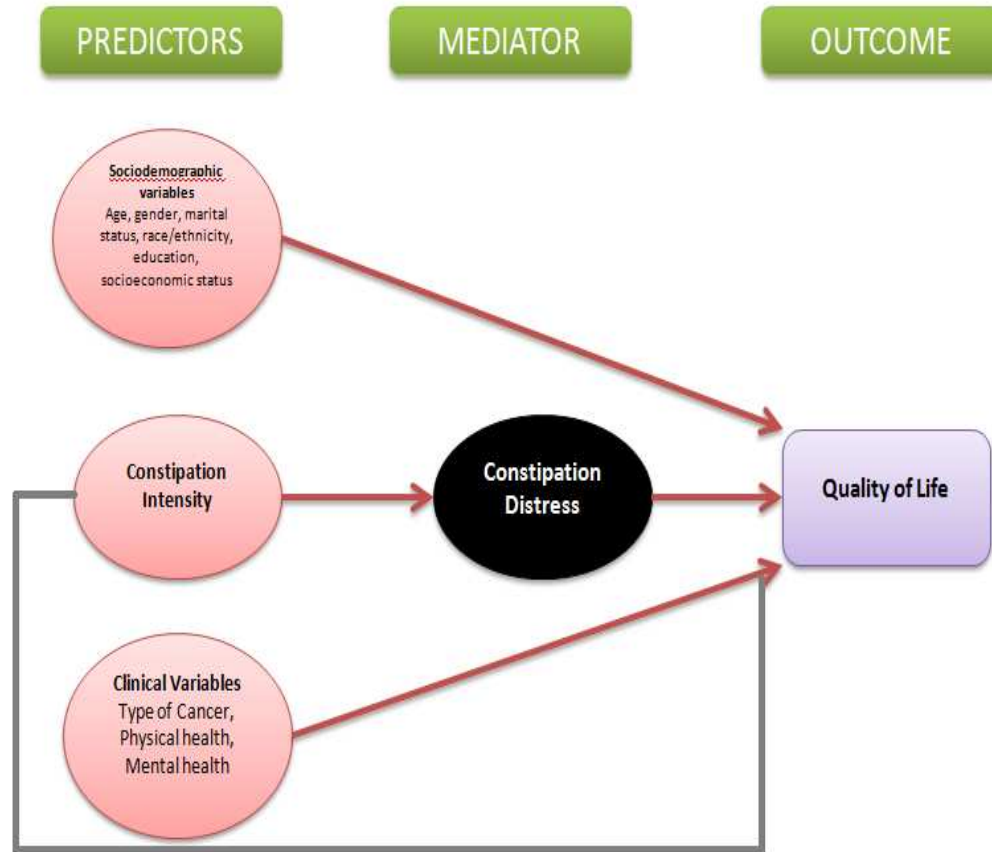 PREDICTORS
MEDIATOR
OUTCOME
Sociodemographic
variables
Age, gender, marital
status, race/ethnicity,
education,
socioeconomic status
Constipation
Intensity
Constipation
Distress
Quality of Life
Clinical Variables
Type of Cancer,
Physical health,
Mental health